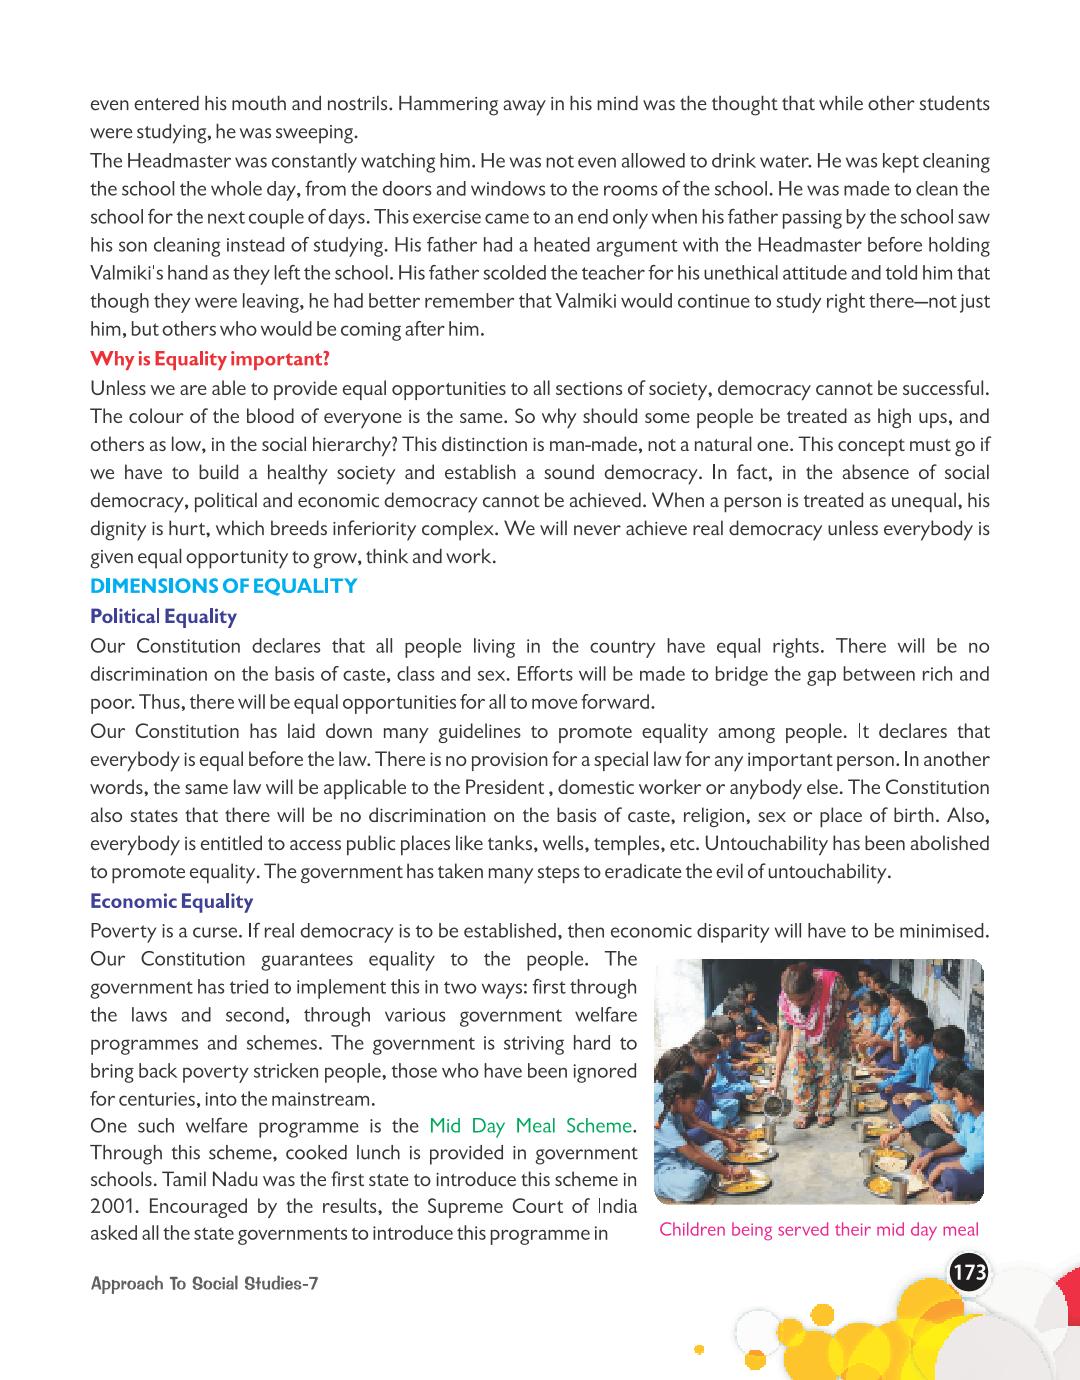 even entered his mouth and nostrils. Hammering away in his mind was the thought that while other students
were studying, he was sweeping.
The Headmaster was constantly watching him. He was not even allowed to drink water. He was kept cleaning
the school the whole day, from the doors and windows to the rooms of the school. He was made to clean the
school for the next couple of days. This exercise came to an end only when his father passing by the school saw
his son cleaning instead of studying. His father had a heated argument with the Headmaster before holding
Valmiki's hand as they left the school. His father scolded the teacher for his unethical attitude and told him that
though they were leaving, he had better remember that Valmiki would continue to study right there—not just
him, but others who would be coming after him.
Why is Equality important?
Unless we are able to provide equal opportunities to all sections of society, democracy cannot be successful.
The colour of the blood of everyone is the same. So why should some people be treated as high ups, and
others as low, in the social hierarchy? This distinction is man-made, not a natural one. This concept must go if
we have to build a healthy society and establish a sound democracy. In fact, in the absence of social
democracy, political and economic democracy cannot be achieved. When a person is treated as unequal, his
dignity is hurt, which breeds inferiority complex. We will never achieve real democracy unless everybody is
given equal opportunity to grow, think and work.
DIMENSIONS OF EQUALITY
Political Equality
Our Constitution declares that all people living in the country have equal rights. There will be no
discrimination on the basis of caste, class and sex. Efforts will be made to bridge the gap between rich and
poor. Thus, there will be equal opportunities for all to move forward.
Our Constitution has laid down many guidelines to promote equality among people. It declares that
everybody is equal before the law. There is no provision for a special law for any important person. In another
words, the same law will be applicable to the President , domestic worker or anybody else. The Constitution
also states that there will be no discrimination on the basis of caste, religion, sex or place of birth. Also,
everybody is entitled to access public places like tanks, wells, temples, etc. Untouchability has been abolished
to promote equality. The government has taken many steps to eradicate the evil of untouchability.
Economic Equality
Poverty is a curse. If real democracy is to be established, then economic disparity will have to be minimised.
Our Constitution guarantees equality to the people. The
government has tried to implement this in two ways: first through
the laws and second, through various government welfare
programmes and schemes. The government is striving hard to
bring back poverty stricken people, those who have been ignored
for centuries, into the mainstream.
One such welfare programme is the Mid Day Meal Scheme.
Through this scheme, cooked lunch is provided in government
schools. Tamil Nadu was the first state to introduce this scheme in
2001. Encouraged by the results, the Supreme Court of India
asked all the state governments to introduce this programme in
Children being served their mid day meal
Approach To Social Studies-7
173